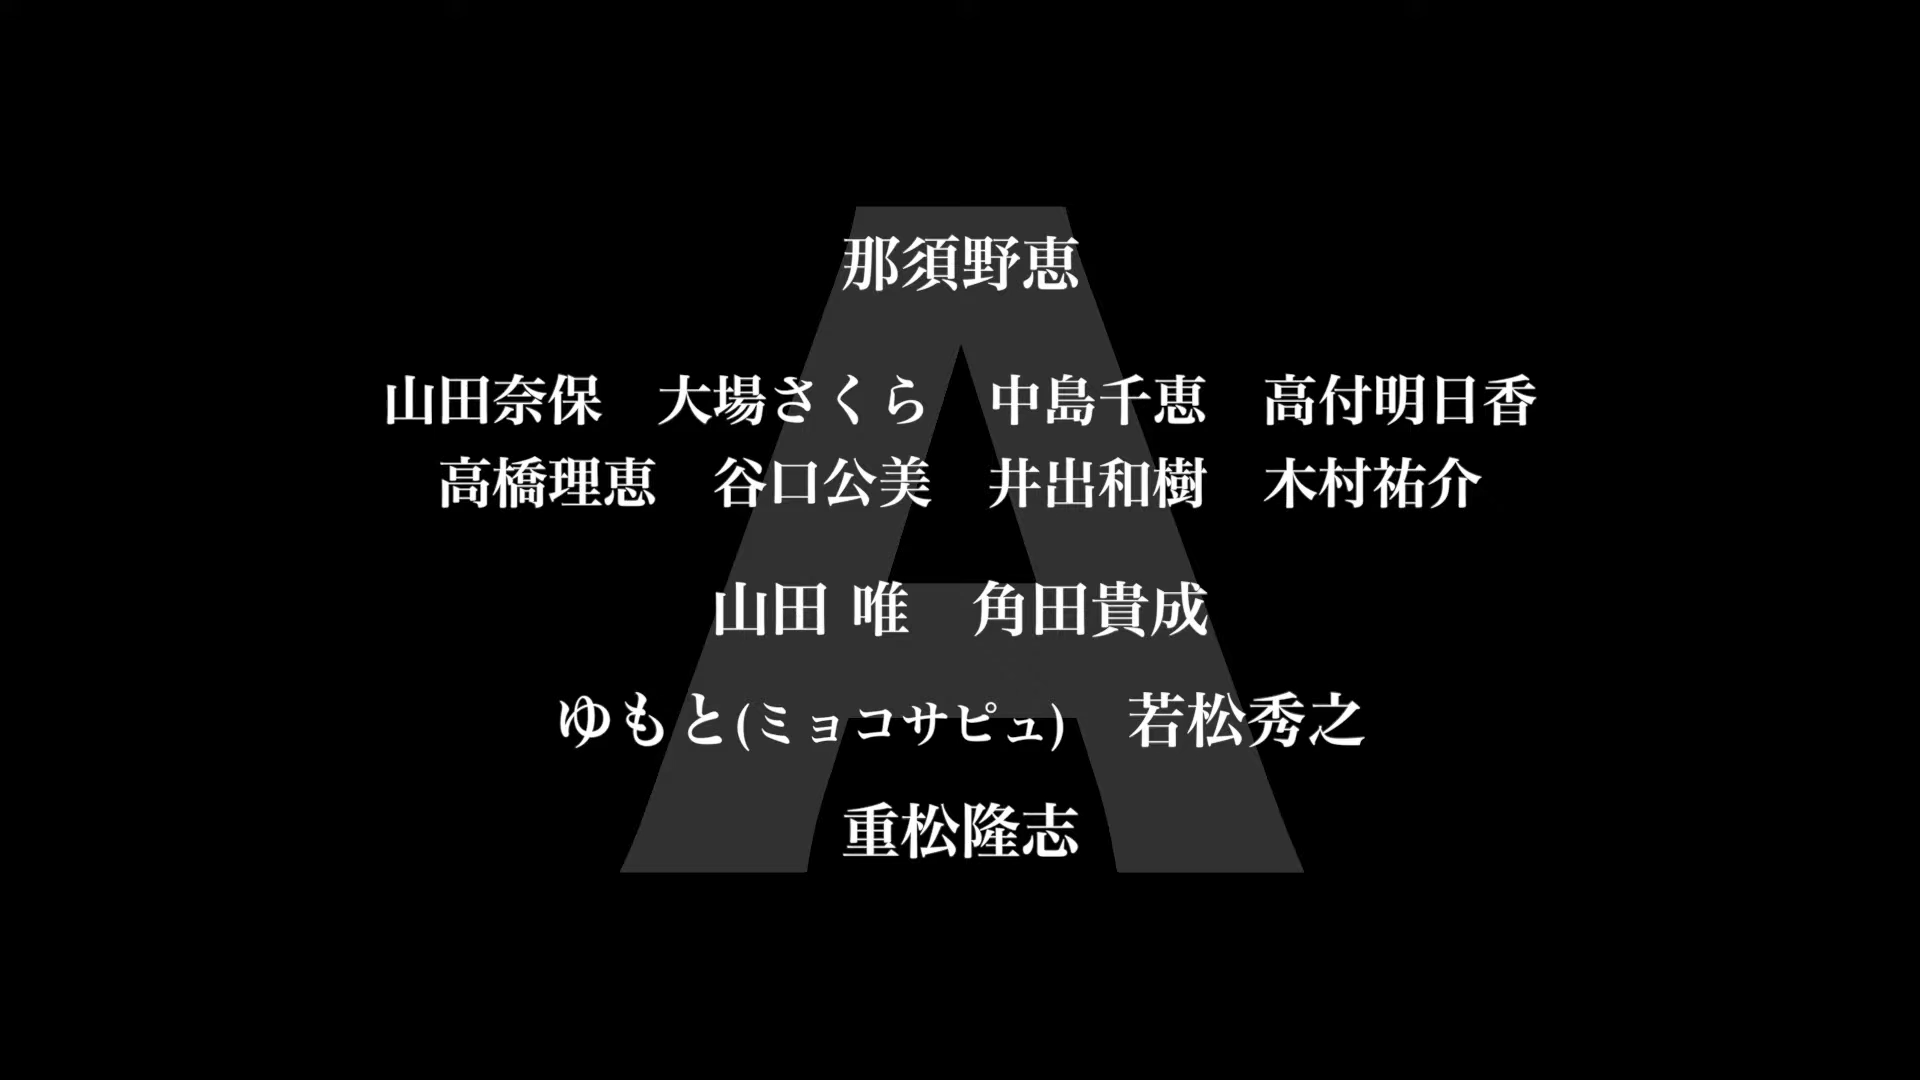 那須野恵
山田奈保　大場さくら　中島千恵　高付明日香
高橋理恵　谷口公美　井出和樹　木村祐介
山田 唯　角田貴成
ゆもと(ミョコサピュ)　若松秀之
重松隆志
A